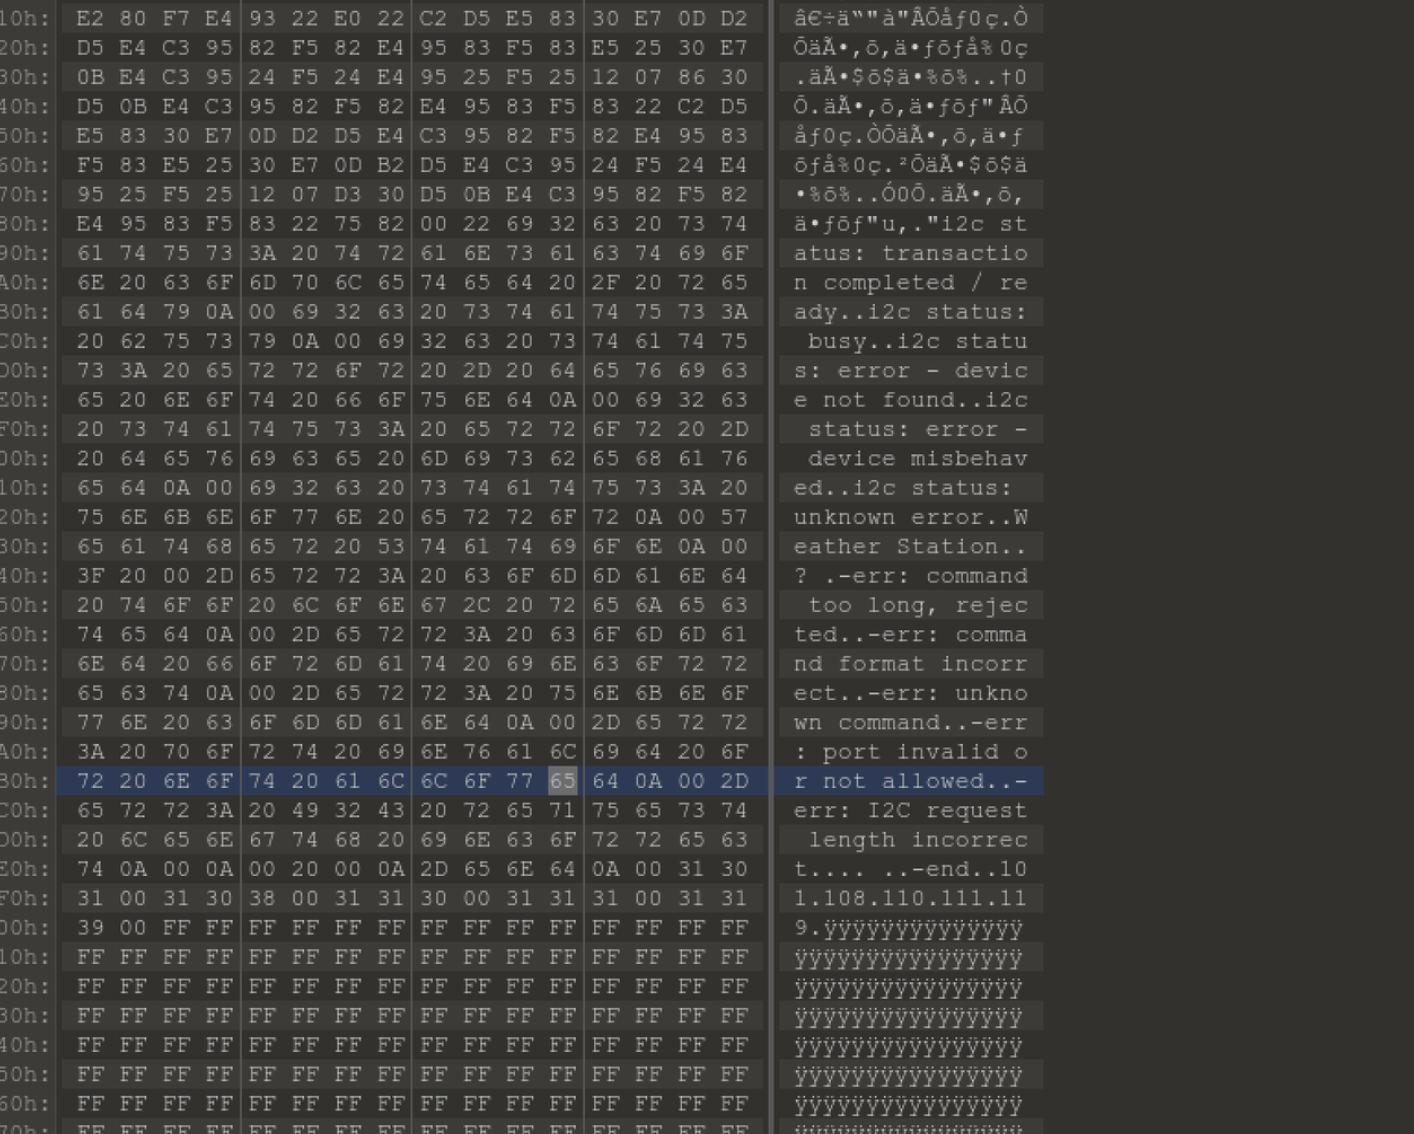 10h: E2 80 F7 E4 93 22 E0 22 C2 D5 E5 83 30 E7 0D D2 â€÷ä“"à"ÂÕåƒ0ç.Ò
20h: D5 E4 C3 95 82 F5 82 E4 95 83 F5 83 E5 25 30 E7 ÕäÃ•‚õ‚ä•ƒõƒå%0ç
30h: 0B E4 C3 95 24 F5 24 E4 95 25 F5 25 12 07 86 30 .äÃ•$õ$ä•%õ%..†0
40h: D5 0B E4 C3 95 82 F5 82 E4 95 83 F5 83 22 C2 D5 Õ.äÃ•‚õ‚ä•ƒõƒ"ÂÕ
50h: E5 83 30 E7 0D D2 D5 E4 C3 95 82 F5 82 E4 95 83 åƒ0ç.ÒÕäÃ•‚õ‚ä•ƒ
60h: F5 83 E5 25 30 E7 0D B2 D5 E4 C3 95 24 F5 24 E4 õƒå%0ç.²ÕäÃ•$õ$ä
70h: 95 25 F5 25 12 07 D3 30 D5 0B E4 C3 95 82 F5 82 •%õ%..Ó0Õ.äÃ•‚õ‚
80h: E4 95 83 F5 83 22 75 82 00 22 69 32 63 20 73 74 ä•ƒõƒ"u‚."i2c st
90h: 61 74 75 73 3A 20 74 72 61 6E 73 61 63 74 69 6F atus: transactio
A0h: 6E 20 63 6F 6D 70 6C 65 74 65 64 20 2F 20 72 65 n completed / re
B0h: 61 64 79 0A 00 69 32 63 20 73 74 61 74 75 73 3A ady..i2c status:
C0h: 20 62 75 73 79 0A 00 69 32 63 20 73 74 61 74 75 busy..i2c statu
D0h: 73 3A 20 65 72 72 6F 72 20 2D 20 64 65 76 69 63 s: error - devic
E0h: 65 20 6E 6F 74 20 66 6F 75 6E 64 0A 00 69 32 63 e not found..i2c
F0h: 20 73 74 61 74 75 73 3A 20 65 72 72 6F 72 20 2D status: error -
00h: 20 64 65 76 69 63 65 20 6D 69 73 62 65 68 61 76 device misbehav
10h: 65 64 0A 00 69 32 63 20 73 74 61 74 75 73 3A 20 ed..i2c status:
20h: 75 6E 6B 6E 6F 77 6E 20 65 72 72 6F 72 0A 00 57 unknown error..W
30h: 65 61 74 68 65 72 20 53 74 61 74 69 6F 6E 0A 00 eather Station..
40h: 3F 20 00 2D 65 72 72 3A 20 63 6F 6D 6D 61 6E 64 ? .-err: command
50h: 20 74 6F 6F 20 6C 6F 6E 67 2C 20 72 65 6A 65 63 too long, rejec
60h: 74 65 64 0A 00 2D 65 72 72 3A 20 63 6F 6D 6D 61 ted..-err: comma
70h: 6E 64 20 66 6F 72 6D 61 74 20 69 6E 63 6F 72 72 nd format incorr
80h: 65 63 74 0A 00 2D 65 72 72 3A 20 75 6E 6B 6E 6F ect..-err: unkno
90h: 77 6E 20 63 6F 6D 6D 61 6E 64 0A 00 2D 65 72 72 wn command..-err
A0h: 3A 20 70 6F 72 74 20 69 6E 76 61 6C 69 64 20 6F : port invalid o
B0h: 72 20 6E 6F 74 20 61 6C 6C 6F 77 65 64 0A 00 2D r not allowed..-
C0h: 65 72 72 3A 20 49 32 43 20 72 65 71 75 65 73 74 err: I2C request
D0h: 20 6C 65 6E 67 74 68 20 69 6E 63 6F 72 72 65 63 length incorrec
E0h: 74 0A 00 0A 00 20 00 0A 2D 65 6E 64 0A 00 31 30 t.... ..-end..10
F0h: 31 00 31 30 38 00 31 31 30 00 31 31 31 00 31 31 1.108.110.111.11
00h: 39 00 FF FF FF FF FF FF FF FF FF FF FF FF FF FF 9.ÿÿÿÿÿÿÿÿÿÿÿÿÿÿ
10h: FF FF FF FF FF FF FF FF FF FF FF FF FF FF FF FF ÿÿÿÿÿÿÿÿÿÿÿÿÿÿÿÿ
20h: FF FF FF FF FF FF FF FF FF FF FF FF FF FF FF FF ÿÿÿÿÿÿÿÿÿÿÿÿÿÿÿÿ
30h: FF FF FF FF FF FF FF FF FF FF FF FF FF FF FF FF ÿÿÿÿÿÿÿÿÿÿÿÿÿÿÿÿ
40h: FF FF FF FF FF FF FF FF FF FF FF FF FF FF FF FF ÿÿÿÿÿÿÿÿÿÿÿÿÿÿÿÿ
50h: FF FF FF FF FF FF FF FF FF FF FF FF FF FF FF FF ÿÿÿÿÿÿÿÿÿÿÿÿÿÿÿÿ
60h: FF FF FF FF FF FF FF FF FF FF FF FF FF FF FF FF ÿÿÿÿÿÿÿÿÿÿÿÿÿÿÿÿ